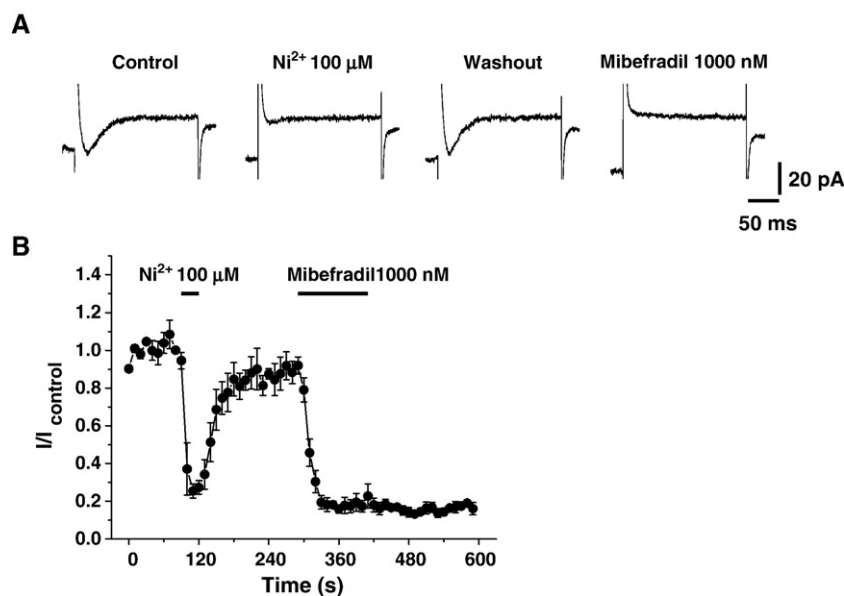 A
Control
Ni²⁺ 100 μM
Washout
Mibefradil 1000 nM
20 pA
50 ms
B
Ni²⁺ 100 μM
Mibefradil1000 nM
1.4
1.2
1.0
0.8
0.6
0.4
0.2
0.0
I/I control
0 120 240 360 480 600
Time (s)